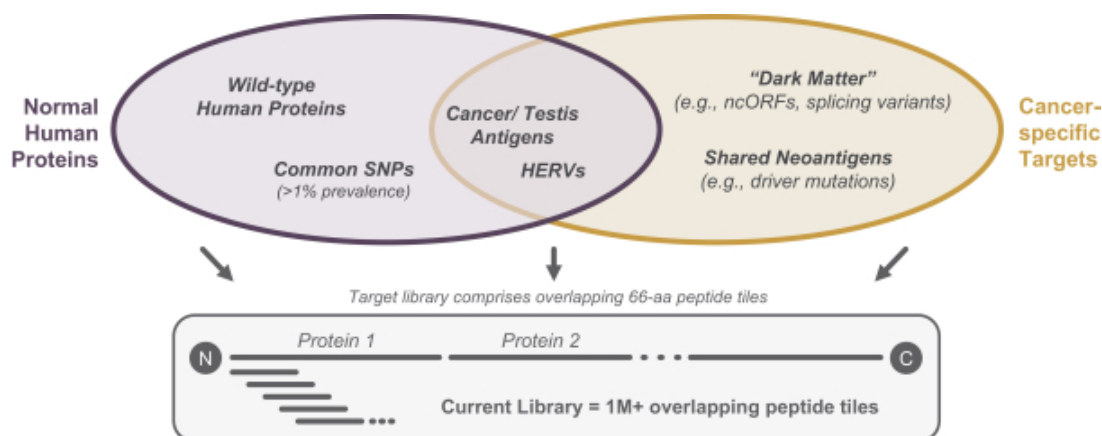 Normal
Human
Proteins
Wild-type
Human Proteins
Common SNPs
(>1% prevalence)
Cancer/ Testis
Antigens
HERVs
“Dark Matter”
(e.g., ncORFs, splicing variants)
Shared Neoantigens
(e.g., driver mutations)
Cancer-
specific
Targets
Target library comprises overlapping 66-aa peptide tiles
N
Protein 1
Protein 2
C
Current Library = 1M+ overlapping peptide tiles